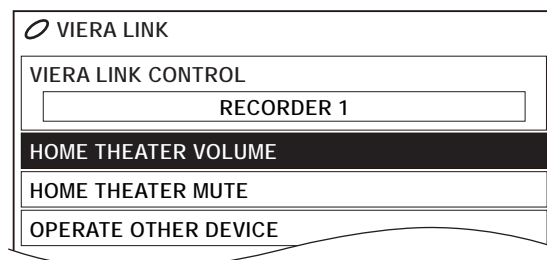 VIERA LINK
VIERA LINK CONTROL
RECORDER 1
HOME THEATER VOLUME
HOME THEATER MUTE
OPERATE OTHER DEVICE